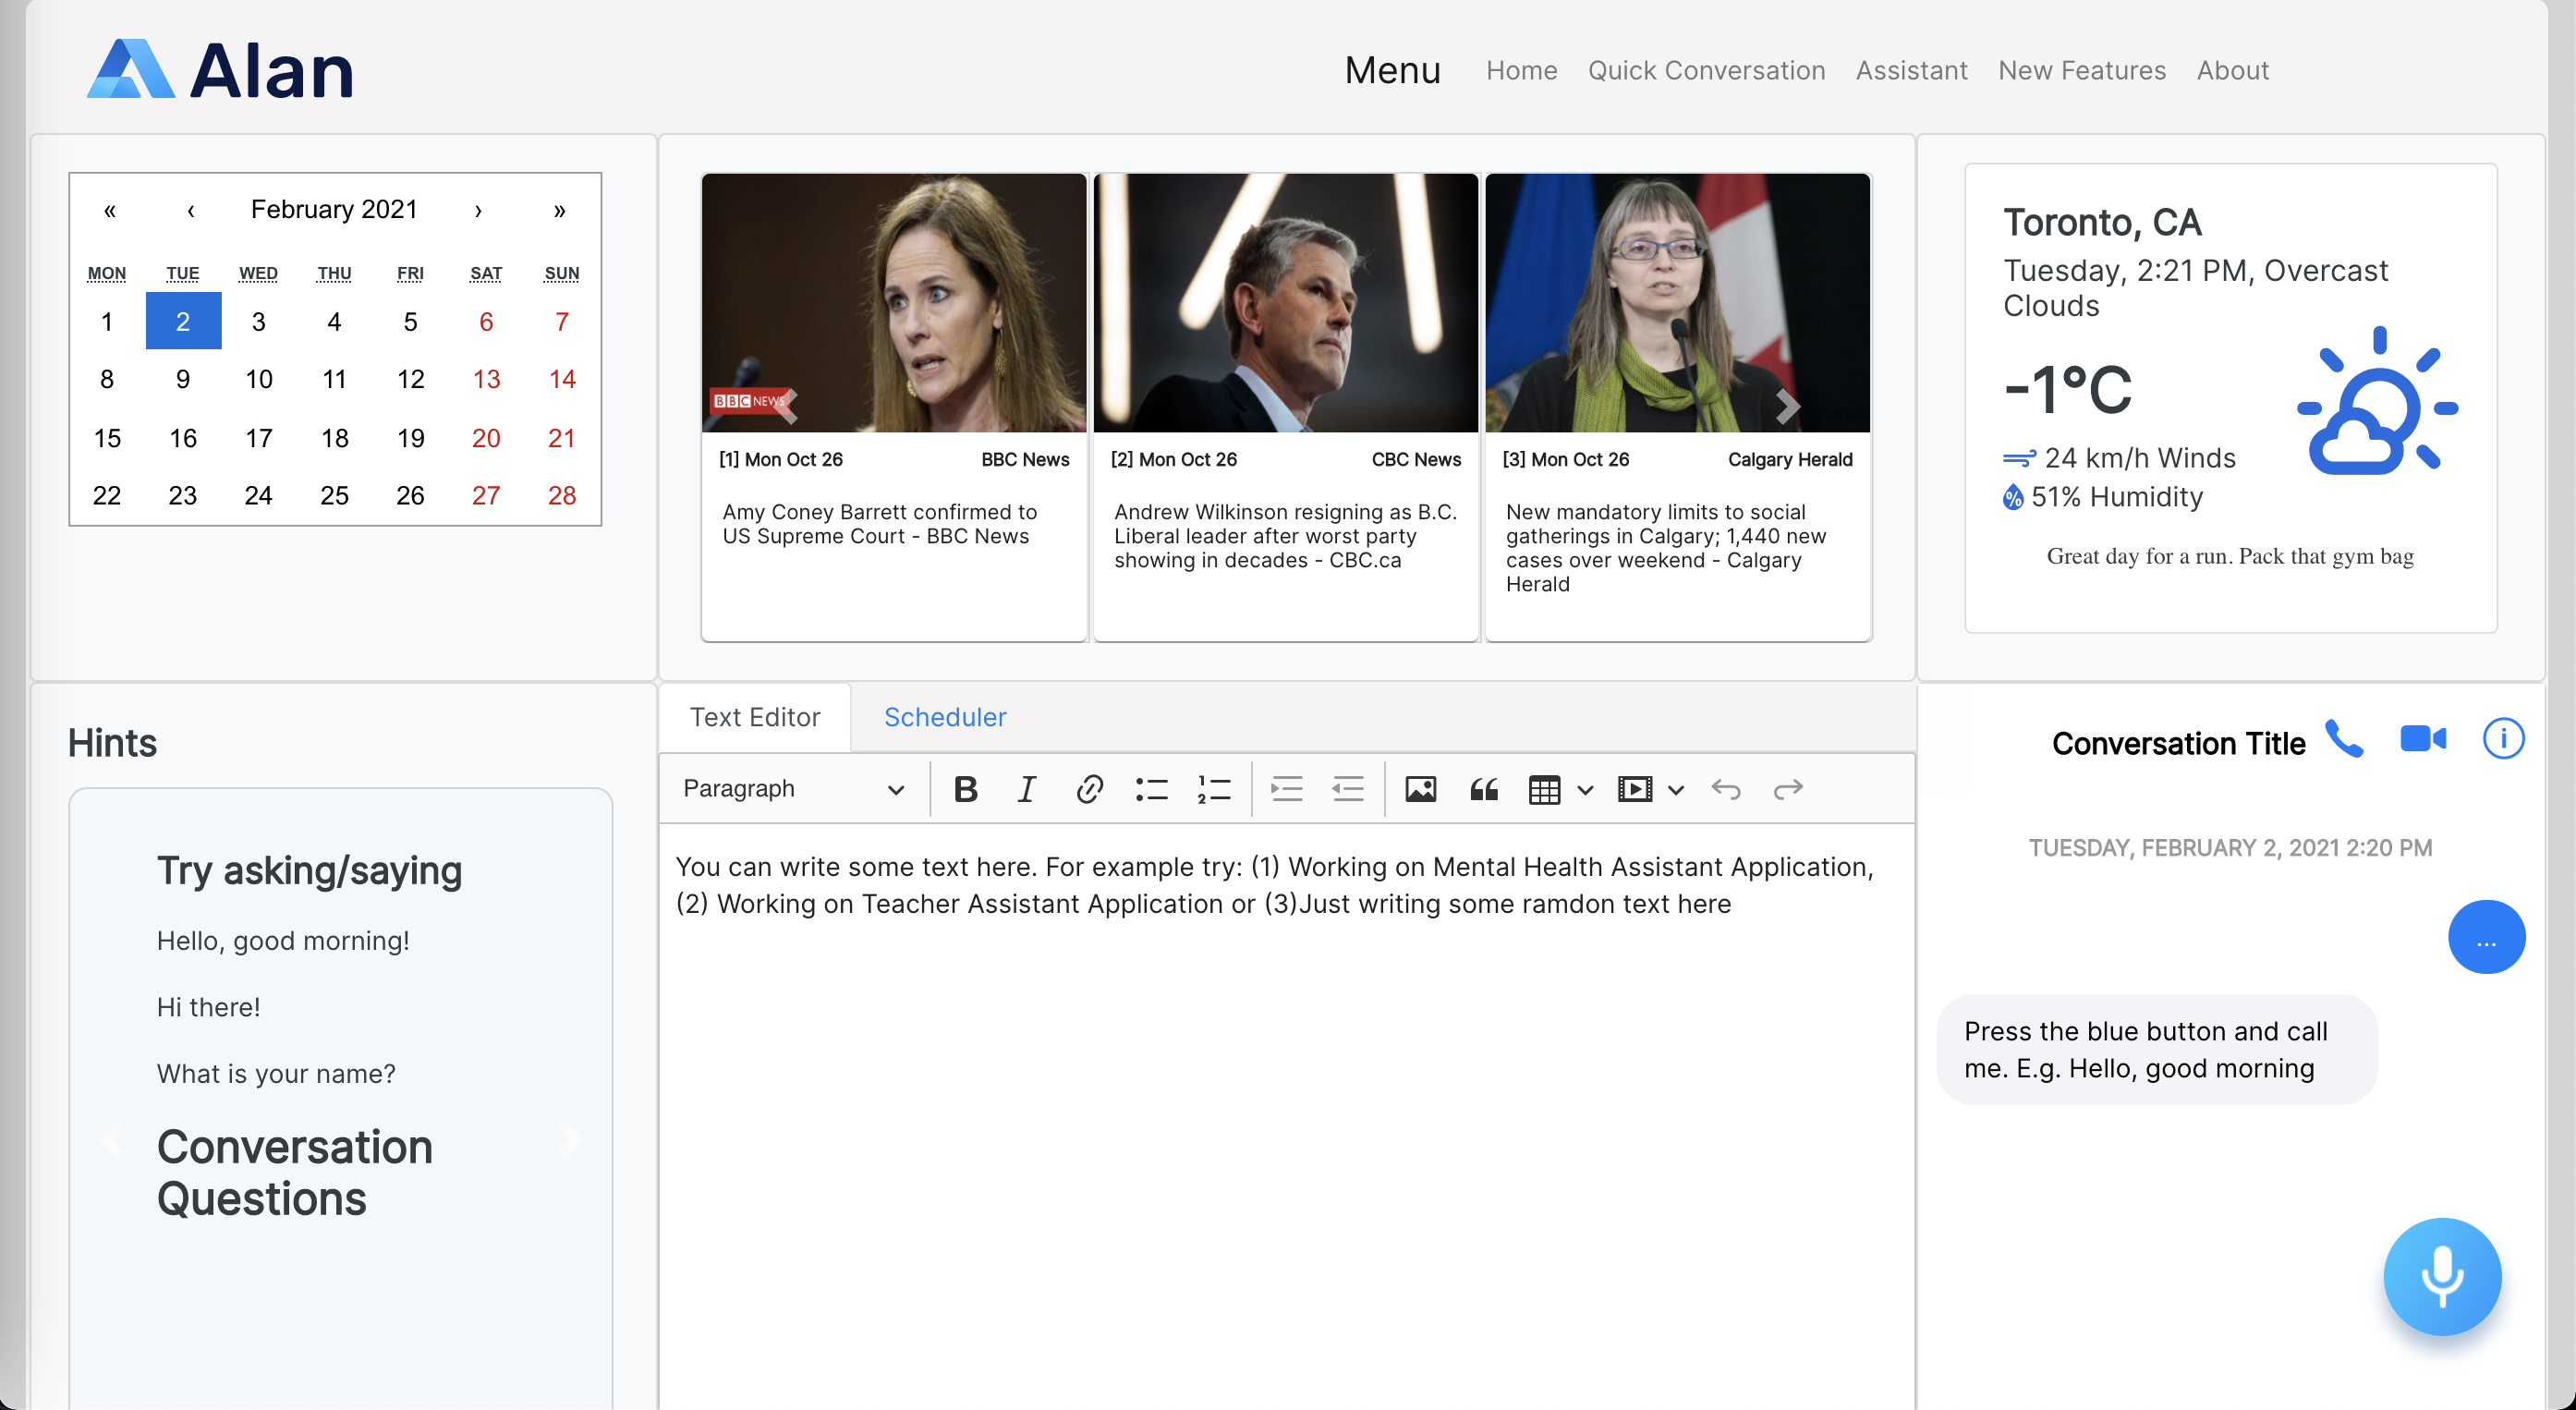 Alan
Menu Home Quick Conversation Assistant New Features About
« ‹ February 2021 › »
MON TUE WED THU FRI SAT SUN
1 2 3 4 5 6 7
8 9 10 11 12 13 14
15 16 17 18 19 20 21
22 23 24 25 26 27 28
BBC NEWS
[1] Mon Oct 26 BBC News
Amy Coney Barrett confirmed to
US Supreme Court - BBC News
[2] Mon Oct 26 CBC News
Andrew Wilkinson resigning as B.C.
Liberal leader after worst party
showing in decades - CBC.ca
[3] Mon Oct 26 Calgary Herald
New mandatory limits to social
gatherings in Calgary; 1,440 new
cases over weekend - Calgary
Herald
Toronto, CA
Tuesday, 2:21 PM, Overcast
Clouds
-1°C
24 km/h Winds
% 51% Humidity
Great day for a run. Pack that gym bag
Hints
Try asking/saying
Hello, good morning!
Hi there!
What is your name?
Conversation
Questions
Text Editor Scheduler
Paragraph
You can write some text here. For example try: (1) Working on Mental Health Assistant Application,
(2) Working on Teacher Assistant Application or (3)Just writing some ramdon text here
Conversation Title
TUESDAY, FEBRUARY 2, 2021 2:20 PM
...
Press the blue button and call
me. E.g. Hello, good morning